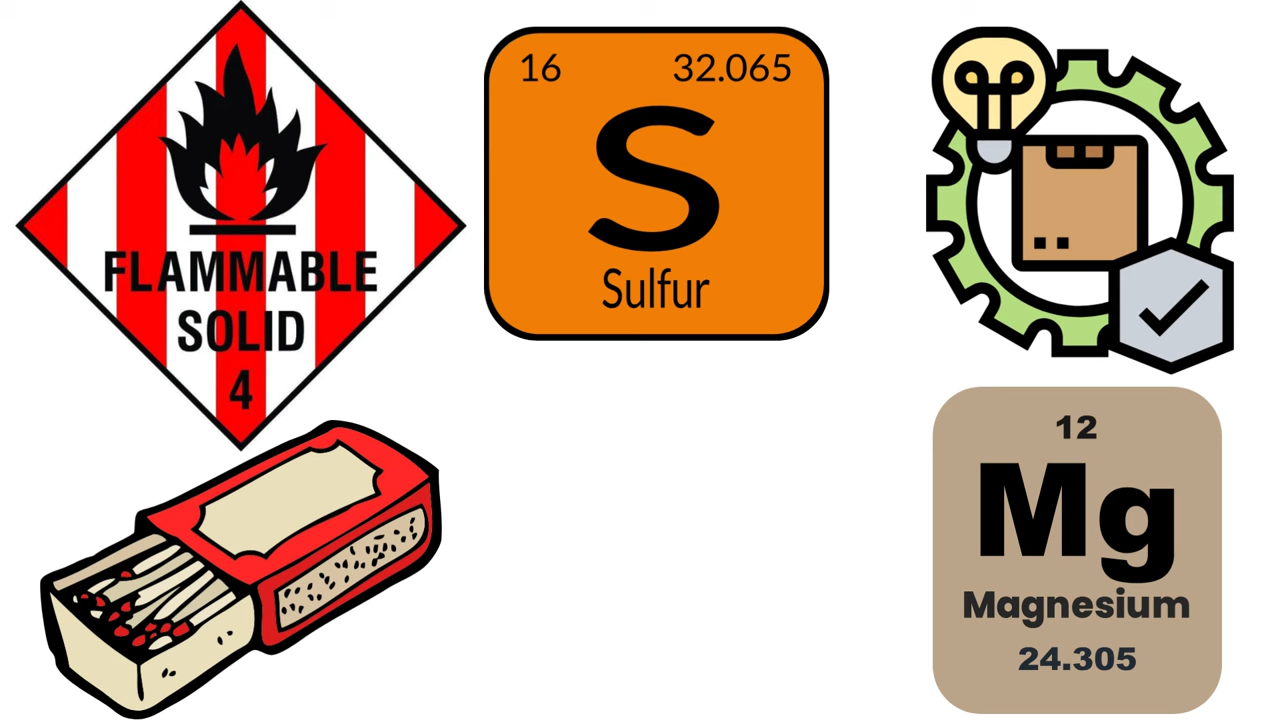 FLAMMABLE
SOLID
4
16 32.065
S
Sulfur
12
Mg
Magnesium
24.305